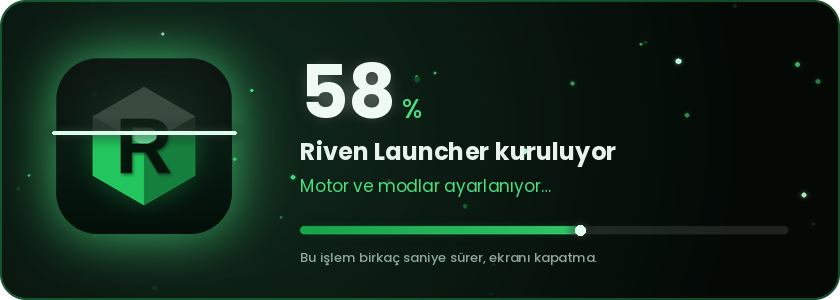 58 %
R
Riven Launcher kuruluyor
Motor ve modlar ayarlanıyor...
Bu işlem birkaç saniye sürer, ekranı kapatma.